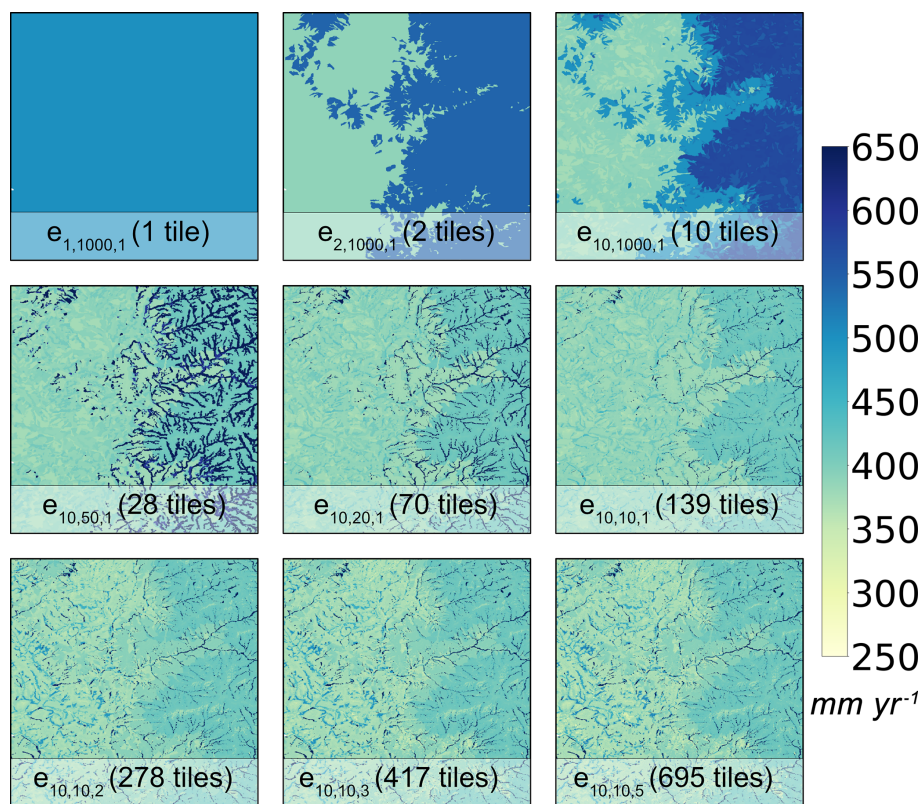 e1,1000,1 (1 tile)
e2,1000,1 (2 tiles)
e10,1000,1 (10 tiles)
e10,50,1 (28 tiles)
e10,20,1 (70 tiles)
e10,10,1 (139 tiles)
e10,10,2 (278 tiles)
e10,10,3 (417 tiles)
e10,10,5 (695 tiles)
650
600
550
500
450
400
350
300
250
mm yr-1